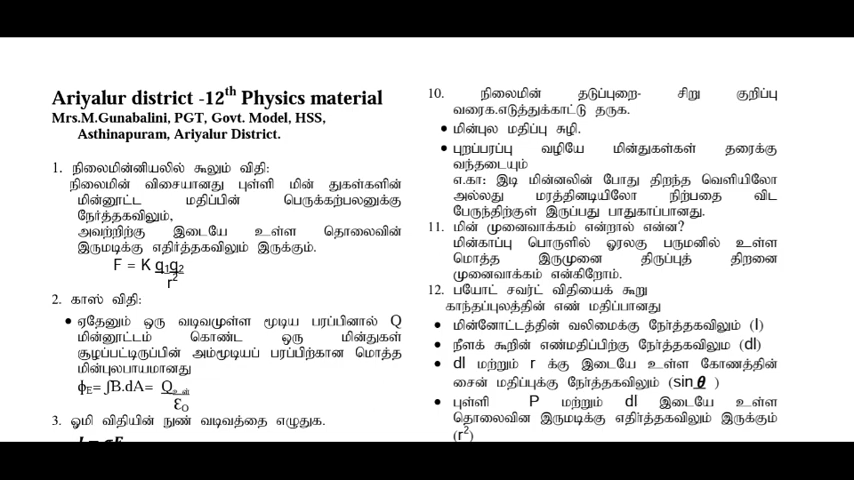 Ariyalur district -12th Physics material
Mrs.M.Gunabalini, PGT, Govt. Model, HSS,
Asthinapuram, Ariyalur District.
1. நிலைமின்னியலில் கூலும் விதி:
நிலைமின் விசையானது புள்ளி மின் துகள்களின்
மின்னூட்ட மதிப்பின் பெருக்கற்பலனுக்கு
நேர்த்தகவிலும்,
அவற்றிற்கு இடையே உள்ள தொலைவின்
இருமடிக்கு எதிர்த்தகவிலும் இருக்கும்.
F = K q1q2
r2
2. காஸ் விதி:
• ஏதேனும் ஒரு வடிவமுள்ள மூடிய பரப்பினால் Q
மின்னூட்டம் கொண்ட ஒரு மின்துகள்
சூழப்பட்டிருப்பின் அம்மூடியப் பரப்பிற்கான மொத்த
மின்புலபாயமானது
ϕE= ∫B.dA= Qஉள்
ƐO
3. ஓமி விதியின் நுண் வடிவத்தை எழுதுக.
J = σE
10. நிலைமின் தடுப்புறை- சிறு குறிப்பு
வரைக.எடுத்துக்காட்டு தருக.
• மின்புல மதிப்பு சுழி.
• புறப்பரப்பு வழியே மின்துகள்கள் தரைக்கு
வந்தடையும்
எ.கா: இடி மின்னலின் போது திறந்த வெளியிலோ
அல்லது மரத்தினடியிலோ நிற்பதை விட
பேருந்திற்குள் இருப்பது பாதுகாப்பானது.
11. மின் முனைவாக்கம் என்றால் என்ன?
மின்காப்பு பொருளில் ஓரலகு பருமனில் உள்ள
மொத்த இருமுனை திருப்புத் திறனை
முனைவாக்கம் என்கிறோம்.
12. பயோட் சவர்ட் விதியைக் கூறு
காந்தப்புலத்தின் எண் மதிப்பானது
• மின்னோட்டத்தின் வலிமைக்கு நேர்த்தகவிலும் (I)
• நீளக் கூறின் எண்மதிப்பிற்கு நேர்த்தகவிலும (dl)
• dl மற்றும் r க்கு இடையே உள்ள கோணத்தின்
சைன் மதிப்புக்கு நேர்த்தகவிலும் (sin θ )
• புள்ளி P மற்றும் dl இடையே உள்ள
தொலைவின இருமடிக்கு எதிர்த்தகவிலும் இருக்கும்
(r2)